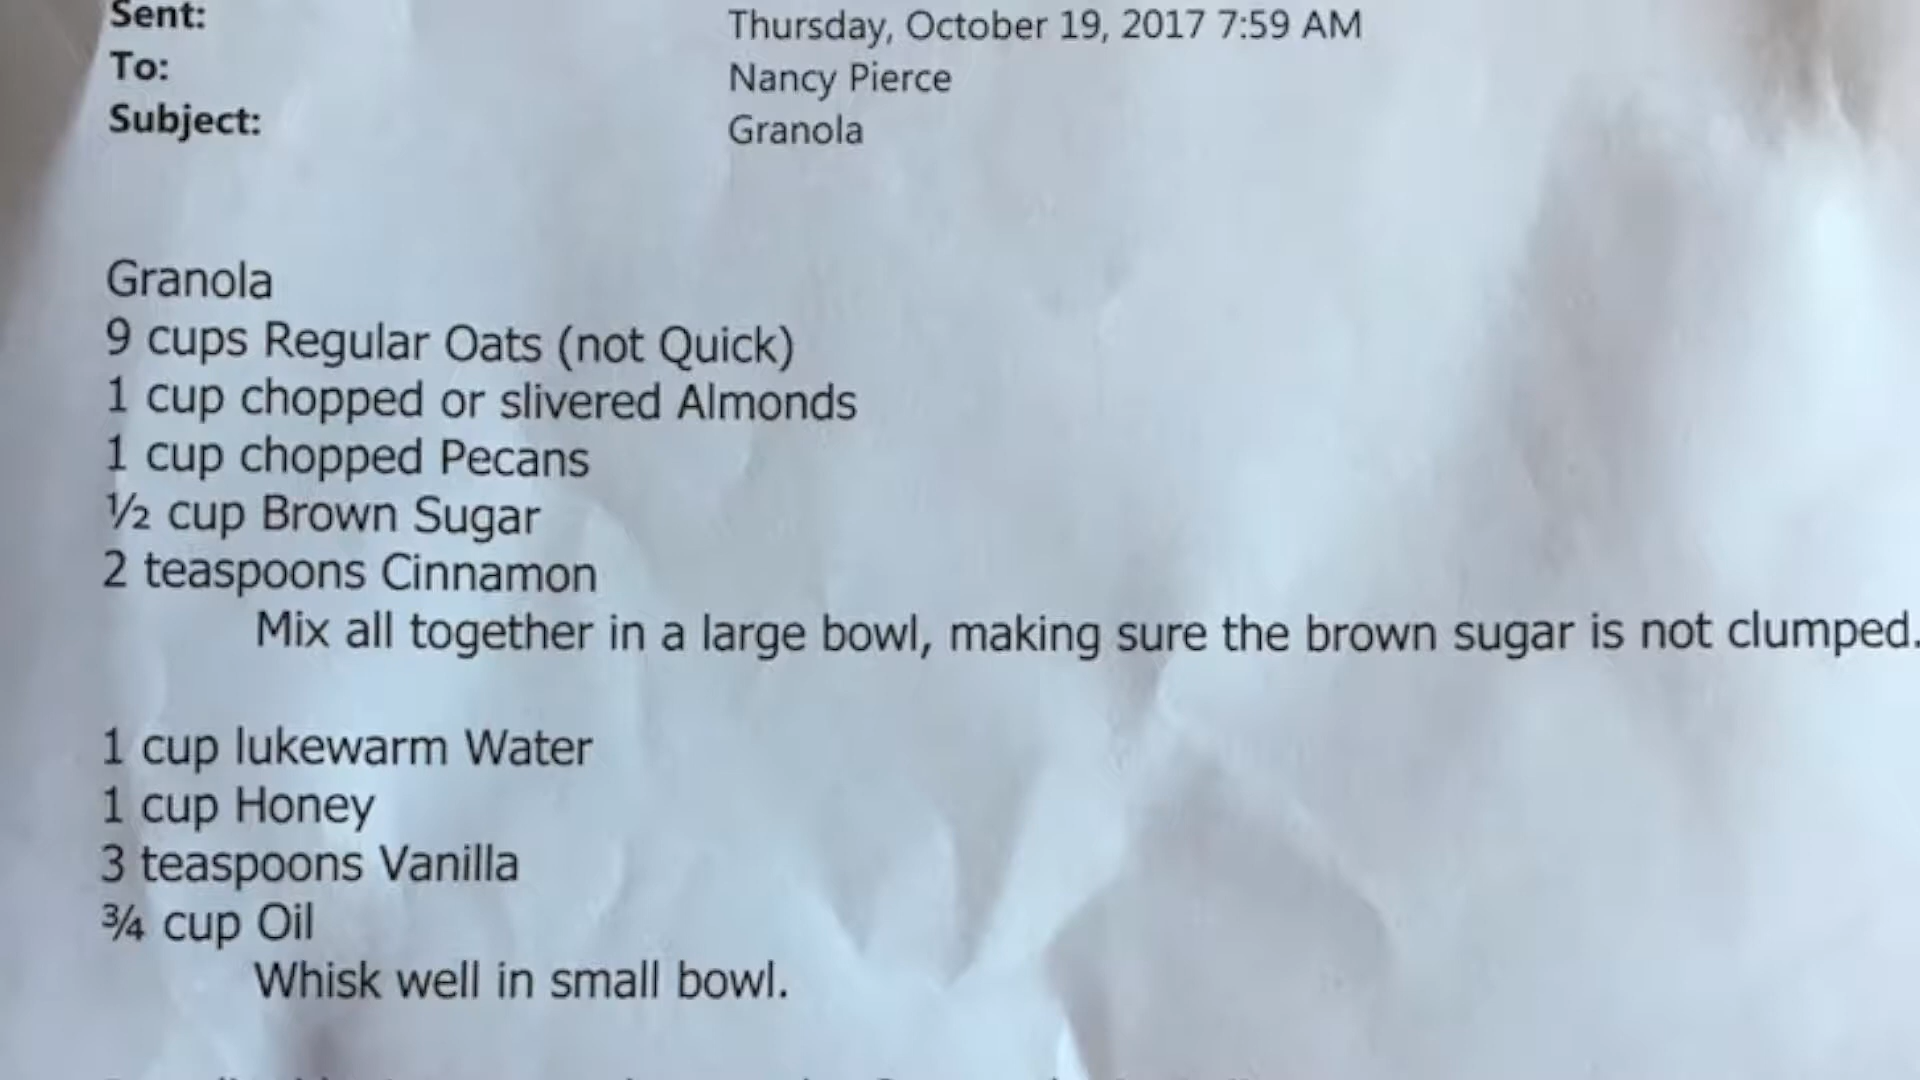 Sent: Thursday, October 19, 2017 7:59 AM
To: Nancy Pierce
Subject: Granola
Granola
9 cups Regular Oats (not Quick)
1 cup chopped or slivered Almonds
1 cup chopped Pecans
½ cup Brown Sugar
2 teaspoons Cinnamon
Mix all together in a large bowl, making sure the brown sugar is not clumped.
1 cup lukewarm Water
1 cup Honey
3 teaspoons Vanilla
¾ cup Oil
Whisk well in small bowl.